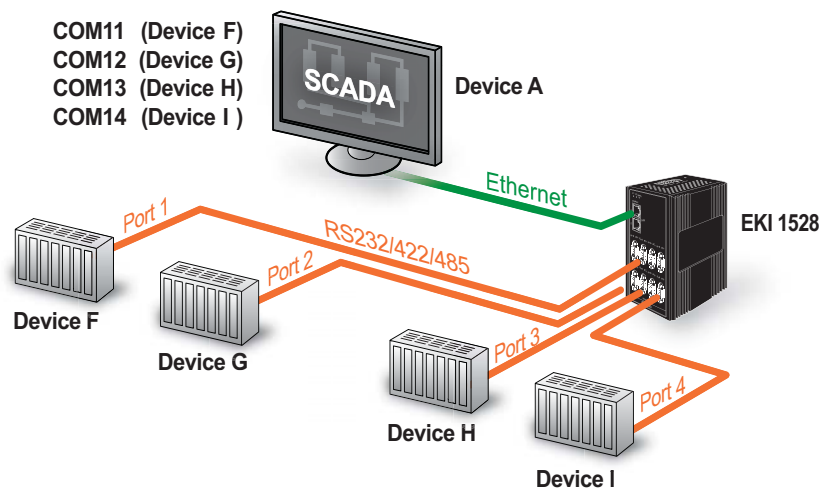 COM11 (Device F)
COM12 (Device G)
COM13 (Device H)
COM14 (Device I )
SCADA
Device A
Ethernet
EKI 1528
Port 1
RS232/422/485
Port 2
Device F
Device G
Port 3
Port 4
Device H
Device I